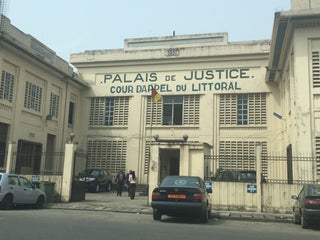 PALAIS DE JUSTICE
COUR D'APPEL DU LITTORAL